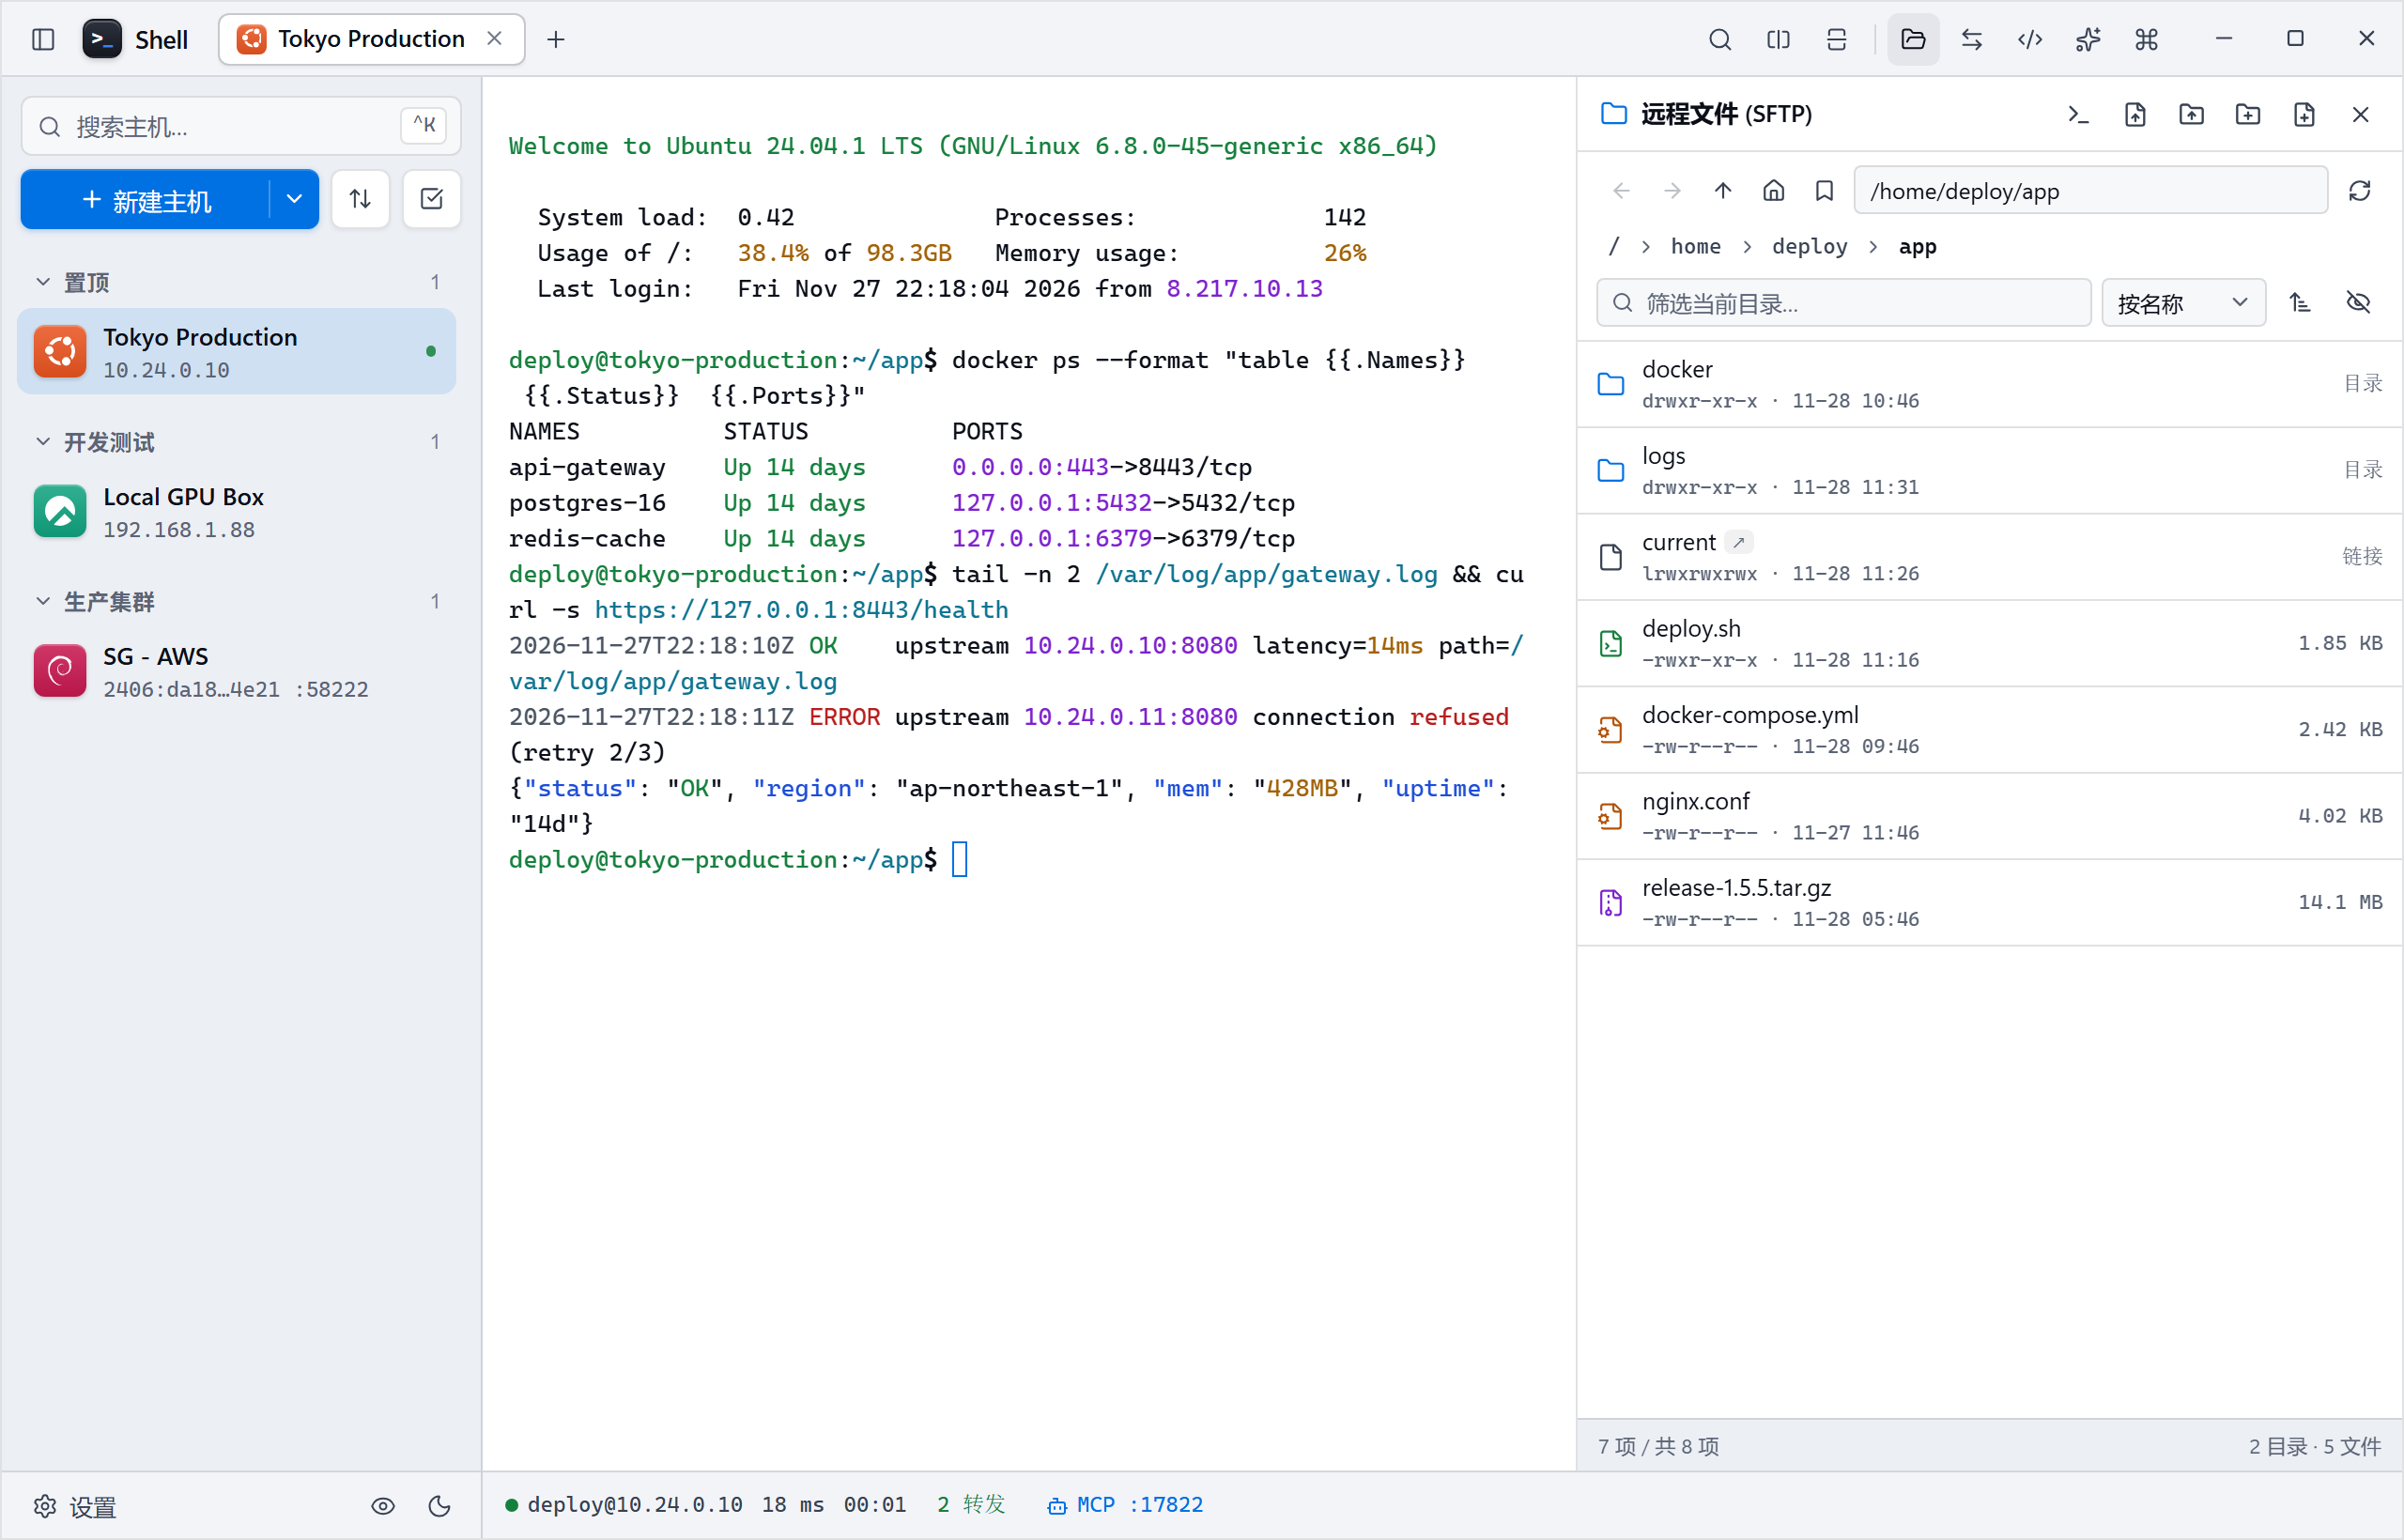 Shell
Tokyo Production
搜索主机...
^K
新建主机
置顶 1
Tokyo Production
10.24.0.10
开发测试 1
Local GPU Box
192.168.1.88
生产集群 1
SG - AWS
2406:da18…4e21 :58222
设置
Welcome to Ubuntu 24.04.1 LTS (GNU/Linux 6.8.0-45-generic x86_64)
System load: 0.42 Processes: 142
Usage of /: 38.4% of 98.3GB Memory usage: 26%
Last login: Fri Nov 27 22:18:04 2026 from 8.217.10.13
deploy@tokyo-production:~/app$ docker ps --format "table {{.Names}}
{{.Status}} {{.Ports}}"
NAMES STATUS PORTS
api-gateway Up 14 days 0.0.0.0:443->8443/tcp
postgres-16 Up 14 days 127.0.0.1:5432->5432/tcp
redis-cache Up 14 days 127.0.0.1:6379->6379/tcp
deploy@tokyo-production:~/app$ tail -n 2 /var/log/app/gateway.log && cu
rl -s https://127.0.0.1:8443/health
2026-11-27T22:18:10Z OK upstream 10.24.0.10:8080 latency=14ms path=/
var/log/app/gateway.log
2026-11-27T22:18:11Z ERROR upstream 10.24.0.11:8080 connection refused
(retry 2/3)
{"status": "OK", "region": "ap-northeast-1", "mem": "428MB", "uptime":
"14d"}
deploy@tokyo-production:~/app$
deploy@10.24.0.10 18 ms 00:01 2 转发 MCP :17822
远程文件 (SFTP)
/home/deploy/app
/ > home > deploy > app
筛选当前目录...
按名称
docker
drwxr-xr-x · 11-28 10:46
目录
logs
drwxr-xr-x · 11-28 11:31
目录
current ↗
lrwxrwxrwx · 11-28 11:26
链接
deploy.sh
-rwxr-xr-x · 11-28 11:16
1.85 KB
docker-compose.yml
-rw-r--r-- · 11-28 09:46
2.42 KB
nginx.conf
-rw-r--r-- · 11-27 11:46
4.02 KB
release-1.5.5.tar.gz
-rw-r--r-- · 11-28 05:46
14.1 MB
7 项 / 共 8 项
2 目录 · 5 文件